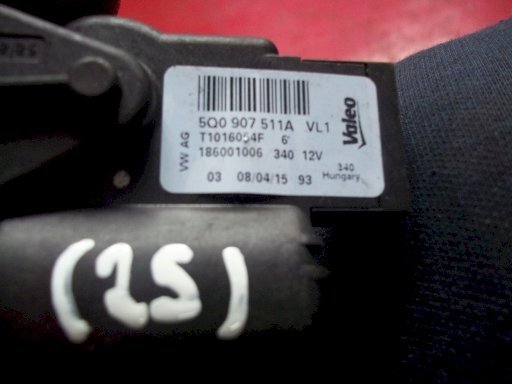 5Q0 907 511A VL1
T1016054F 6'
186001006 340 12V
03 08/04/15 93
VW AG
Valeo
340
Hungary
(25)